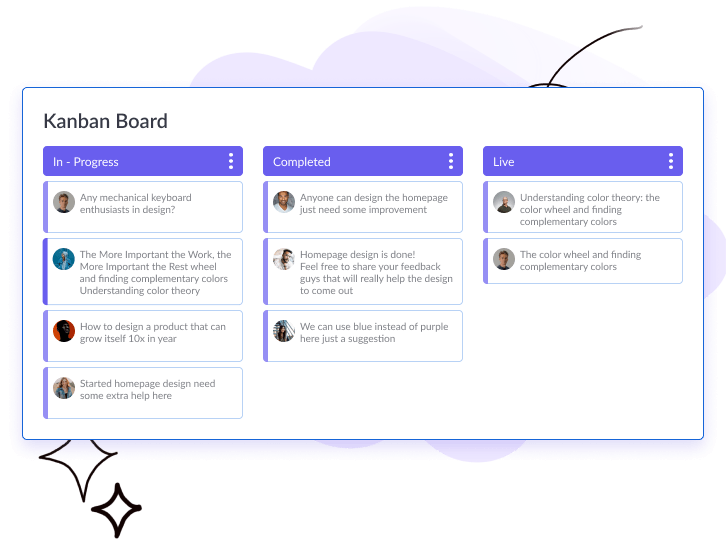 Kanban Board
In - Progress
Any mechanical keyboard
enthusiasts in design?
The More Important the Work, the
More Important the Rest wheel
and finding complementary colors
Understanding color theory
How to design a product that can
grow itself 10x in year
Started homepage design need
some extra help here
Completed
Anyone can design the homepage
just need some improvement
Homepage design is done!
Feel free to share your feedback
guys that will really help the design
to come out
We can use blue instead of purple
here just a suggestion
Live
Understanding color theory: the
color wheel and finding
complementary colors
The color wheel and finding
complementary colors